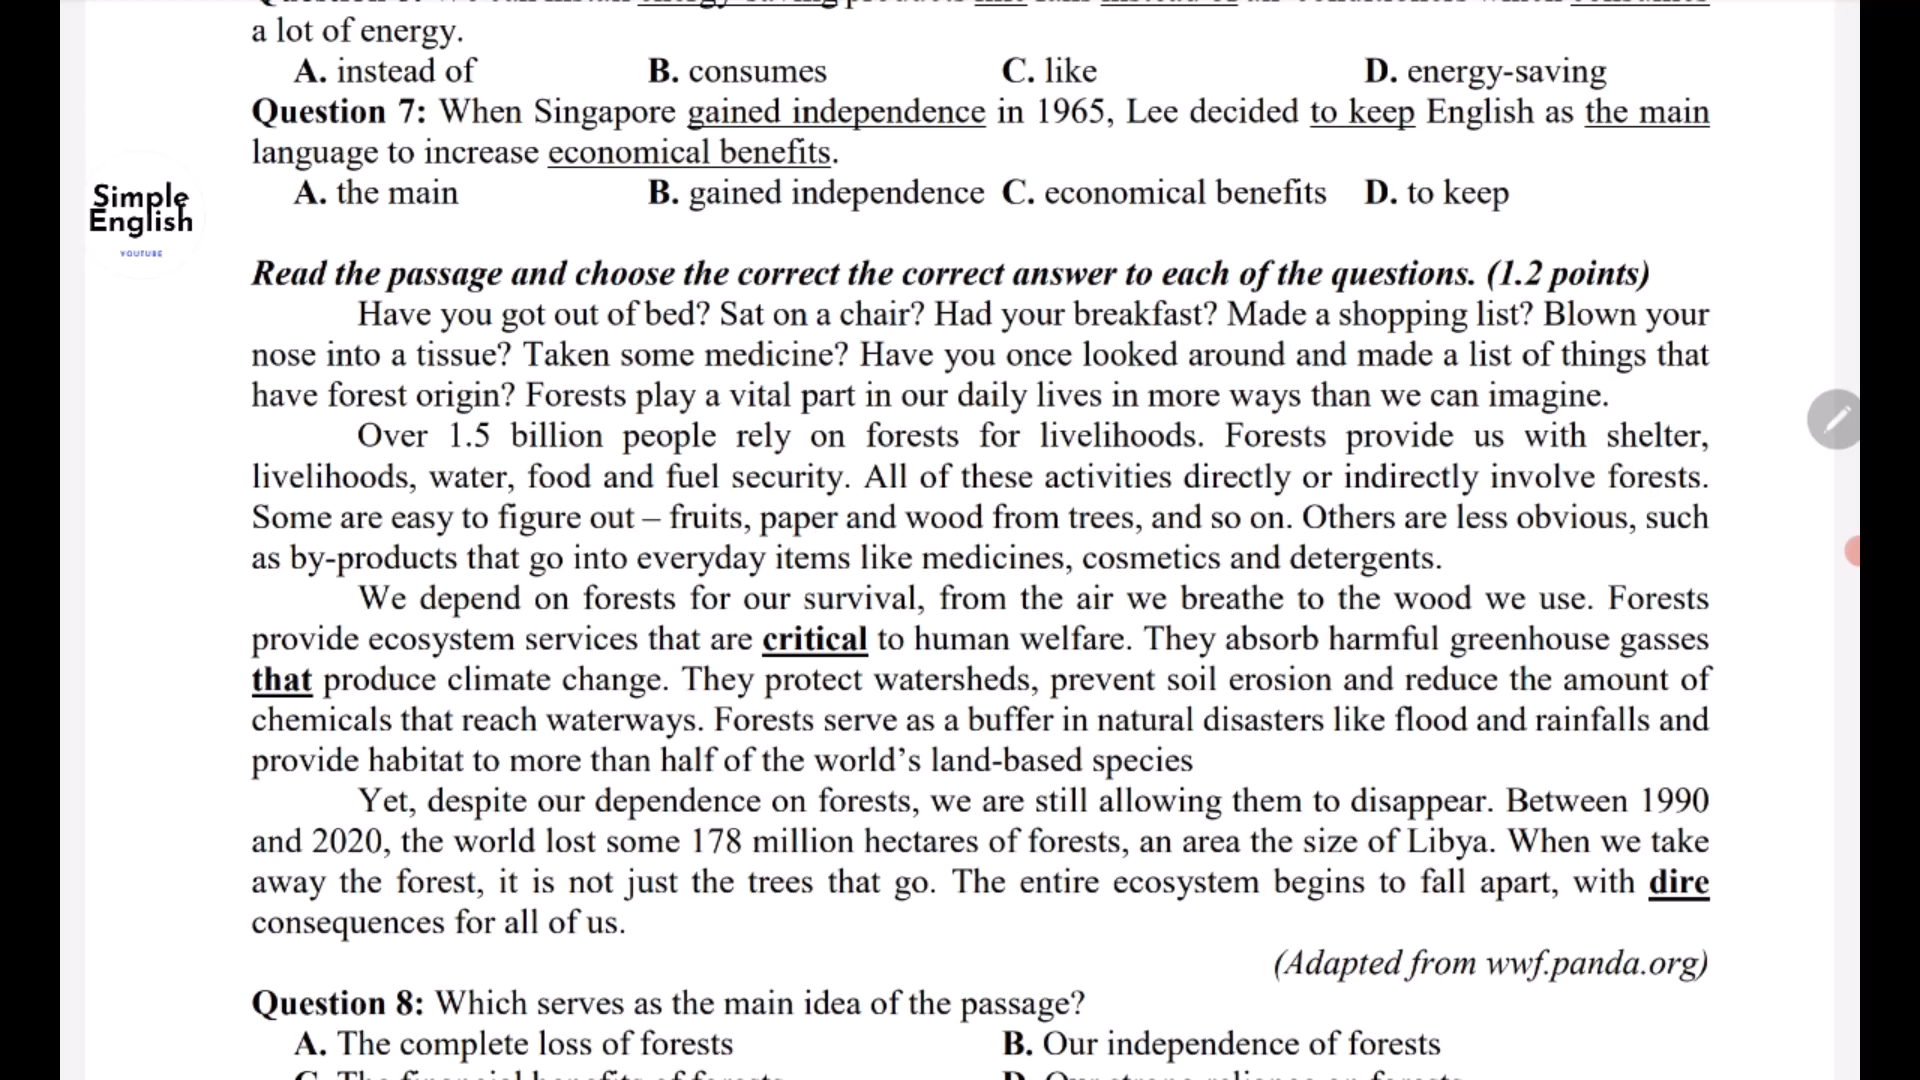 a lot of energy.
A. instead of B. consumes C. like D. energy-saving
Question 7: When Singapore gained independence in 1965, Lee decided to keep English as the main
language to increase economical benefits.
A. the main B. gained independence C. economical benefits D. to keep
Simple
English
YOUTUBE
Read the passage and choose the correct the correct answer to each of the questions. (1.2 points)
Have you got out of bed? Sat on a chair? Had your breakfast? Made a shopping list? Blown your
nose into a tissue? Taken some medicine? Have you once looked around and made a list of things that
have forest origin? Forests play a vital part in our daily lives in more ways than we can imagine.
Over 1.5 billion people rely on forests for livelihoods. Forests provide us with shelter,
livelihoods, water, food and fuel security. All of these activities directly or indirectly involve forests.
Some are easy to figure out – fruits, paper and wood from trees, and so on. Others are less obvious, such
as by-products that go into everyday items like medicines, cosmetics and detergents.
We depend on forests for our survival, from the air we breathe to the wood we use. Forests
provide ecosystem services that are critical to human welfare. They absorb harmful greenhouse gasses
that produce climate change. They protect watersheds, prevent soil erosion and reduce the amount of
chemicals that reach waterways. Forests serve as a buffer in natural disasters like flood and rainfalls and
provide habitat to more than half of the world’s land-based species
Yet, despite our dependence on forests, we are still allowing them to disappear. Between 1990
and 2020, the world lost some 178 million hectares of forests, an area the size of Libya. When we take
away the forest, it is not just the trees that go. The entire ecosystem begins to fall apart, with dire
consequences for all of us.
(Adapted from wwf.panda.org)
Question 8: Which serves as the main idea of the passage?
A. The complete loss of forests B. Our independence of forests